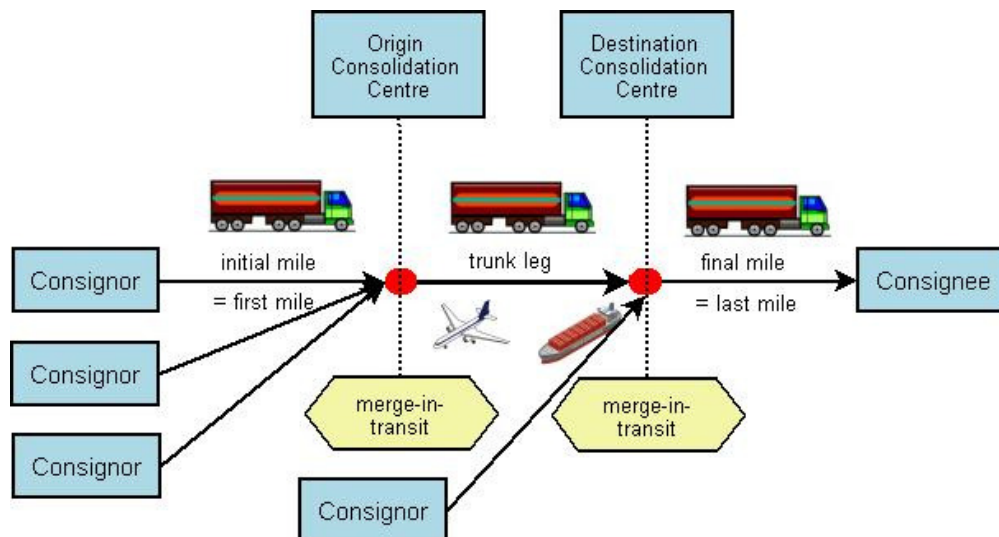 Origin
Consolidation
Centre
Destination
Consolidation
Centre
Consignor
initial mile
= first mile
trunk leg
final mile
= last mile
Consignee
Consignor
merge-in-
transit
merge-in-
transit
Consignor
Consignor